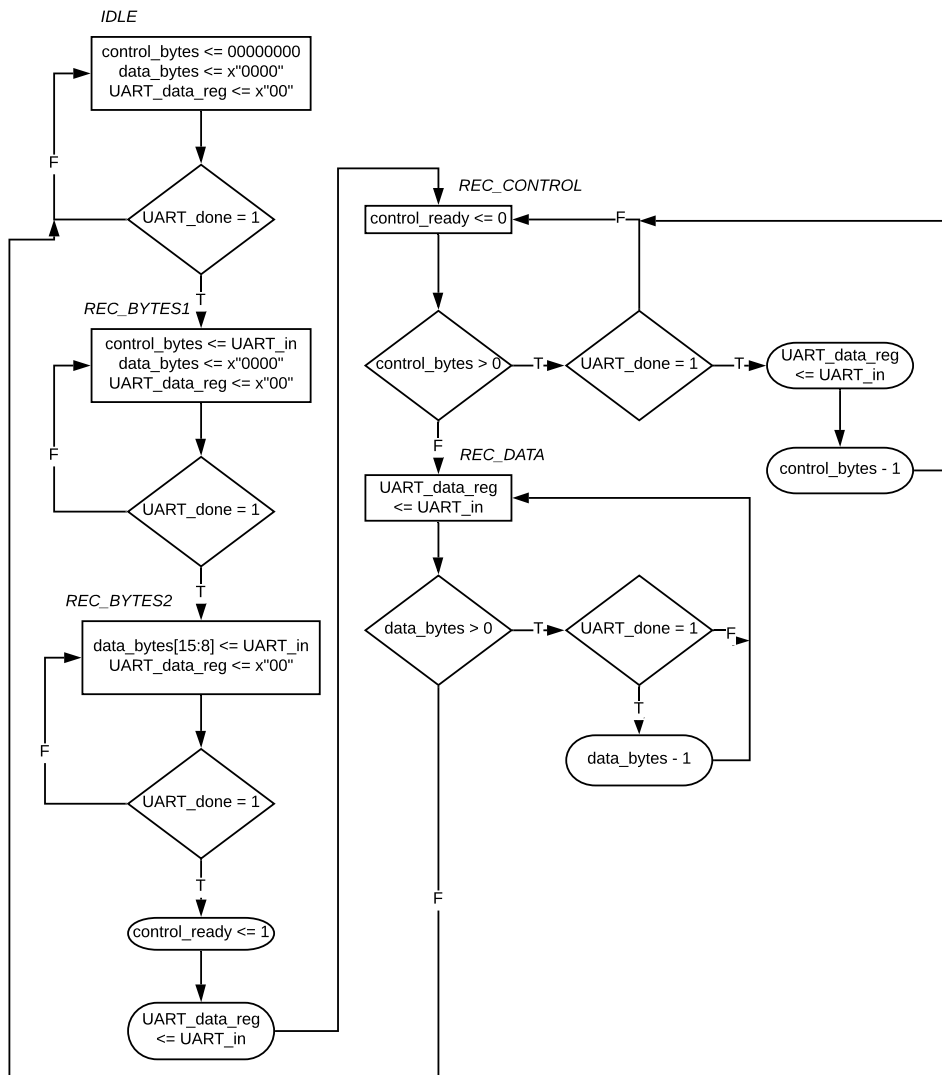 IDLE
control_bytes <= 00000000
data_bytes <= x"0000"
UART_data_reg <= x"00"
F
UART_done = 1
T
REC_BYTES1
control_bytes <= UART_in
data_bytes <= x"0000"
UART_data_reg <= x"00"
F
UART_done = 1
T
REC_BYTES2
data_bytes[15:8] <= UART_in
UART_data_reg <= x"00"
F
UART_done = 1
T
control_ready <= 1
UART_data_reg
<= UART_in
REC_CONTROL
control_ready <= 0
F
control_bytes > 0
T
UART_done = 1
T
UART_data_reg
<= UART_in
control_bytes - 1
F
REC_DATA
UART_data_reg
<= UART_in
data_bytes > 0
T
UART_done = 1
F
T
data_bytes - 1
F